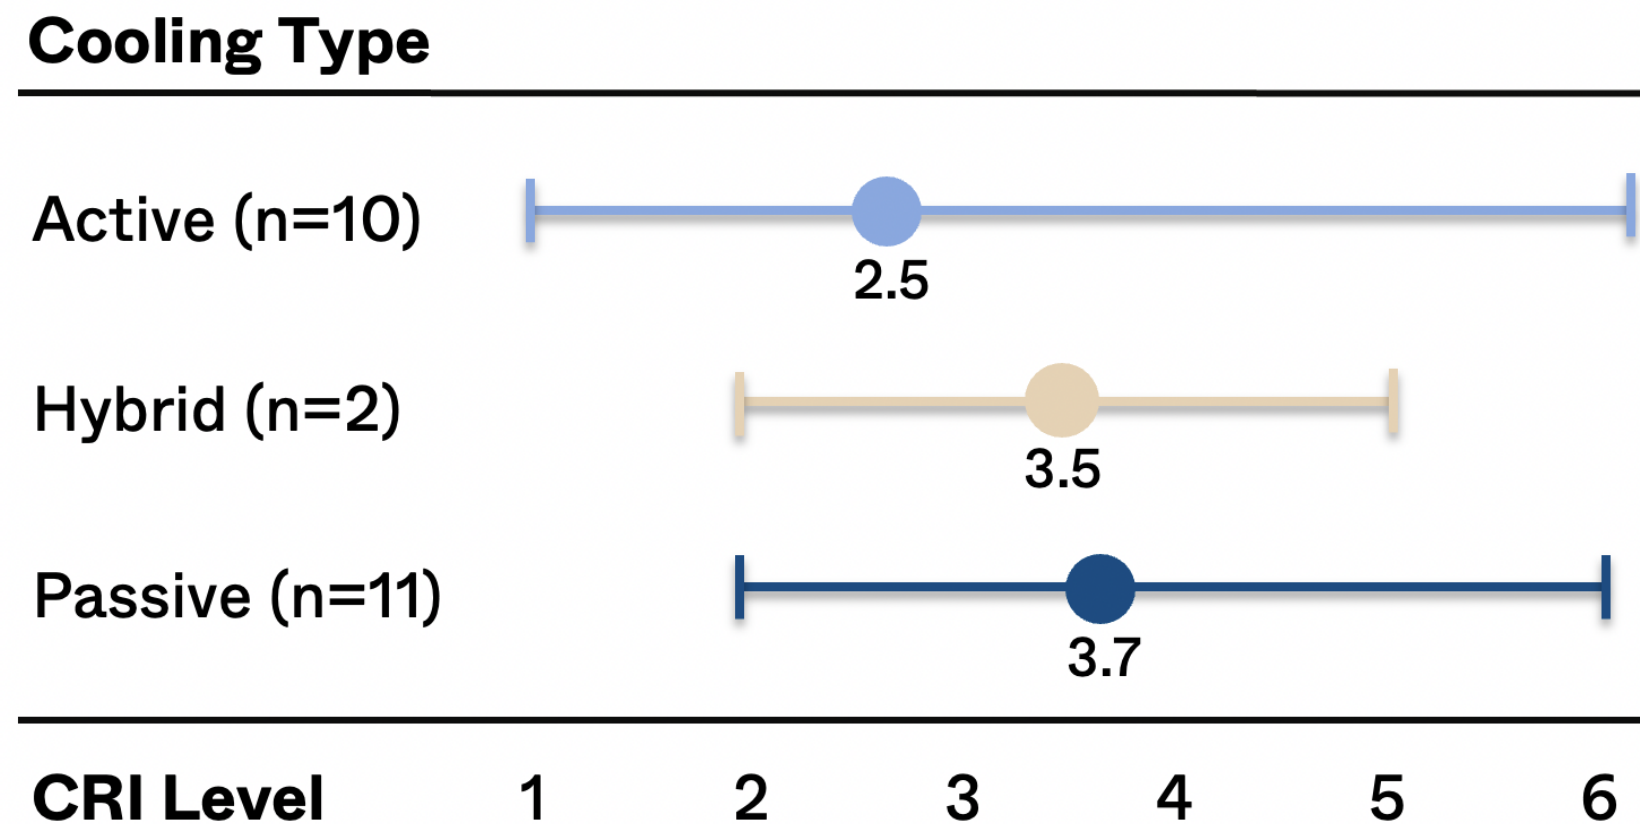 Cooling Type
Active (n=10)
2.5
Hybrid (n=2)
3.5
Passive (n=11)
3.7
CRI Level 1 2 3 4 5 6